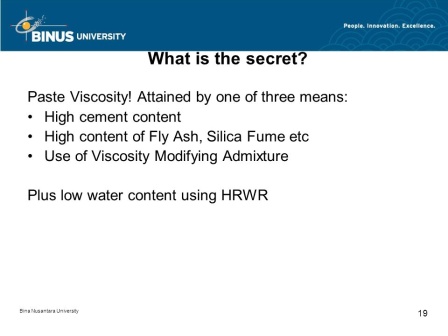 BINUS UNIVERSITY
People. Innovation. Excellence.
What is the secret?
Paste Viscosity! Attained by one of three means:
• High cement content
• High content of Fly Ash, Silica Fume etc
• Use of Viscosity Modifying Admixture
Plus low water content using HRWR
Bina Nusantara University
19